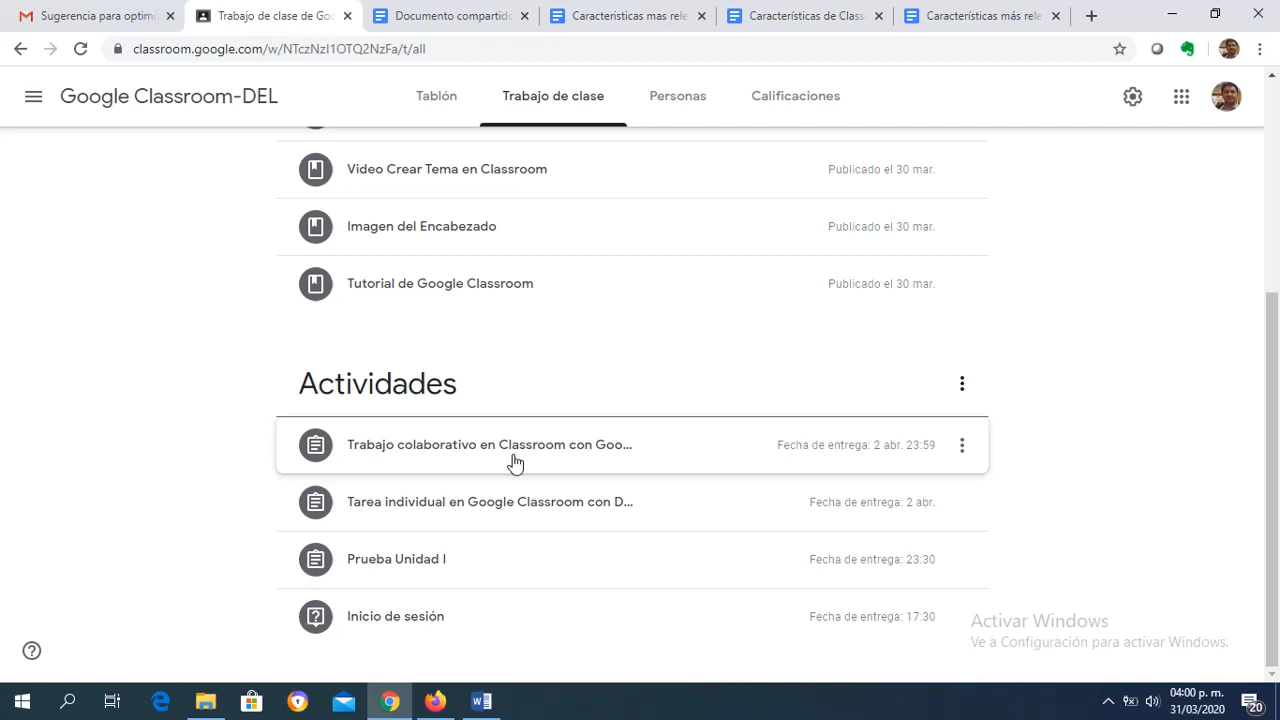 Sugerencia para optimi
Trabajo de clase de Go
Documento compartido
Caracteristicas mas rele
Características de Class
Características más rele
classroom.google.com/w/NTczNzI1OTQ2NzFa/t/all
Google Classroom-DEL
Tablón
Trabajo de clase
Personas
Calificaciones
Video Crear Tema en Classroom
Publicado el 30 mar.
Imagen del Encabezado
Publicado el 30 mar.
Tutorial de Google Classroom
Publicado el 30 mar.
Actividades
Trabajo colaborativo en Classroom con Goo...
Fecha de entrega: 2 abr. 23:59
Tarea individual en Google Classroom con D...
Fecha de entrega: 2 abr.
Prueba Unidad I
Fecha de entrega: 23:30
Inicio de sesión
Fecha de entrega: 17:30
Activar Windows
Ve a Configuración para activar Windows.
04:00 p. m.
31/03/2020
20